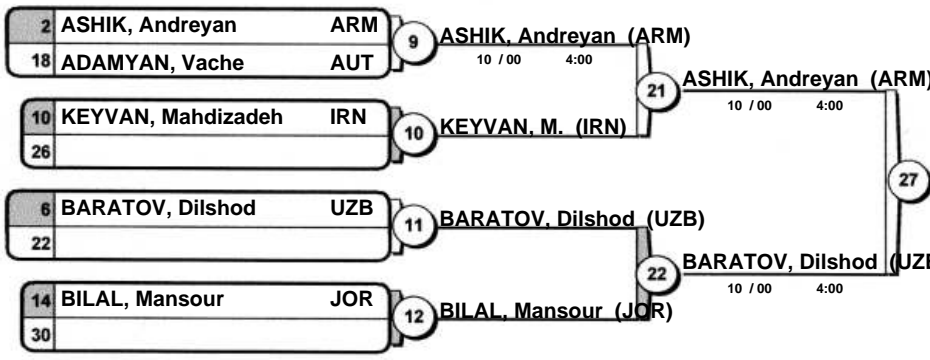 2 ASHIK, Andreyan ARM
18 ADAMYAN, Vache AUT
9
ASHIK, Andreyan (ARM)
10 / 00 4:00
10 KEYVAN, Mahdizadeh IRN
26
10
KEYVAN, M. (IRN)
21
ASHIK, Andreyan (ARM)
10 / 00 4:00
6 BARATOV, Dilshod UZB
22
11
BARATOV, Dilshod (UZB)
14 BILAL, Mansour JOR
30
12
BILAL, Mansour (JOR)
22
BARATOV, Dilshod (UZB
10 / 00 4:00
27